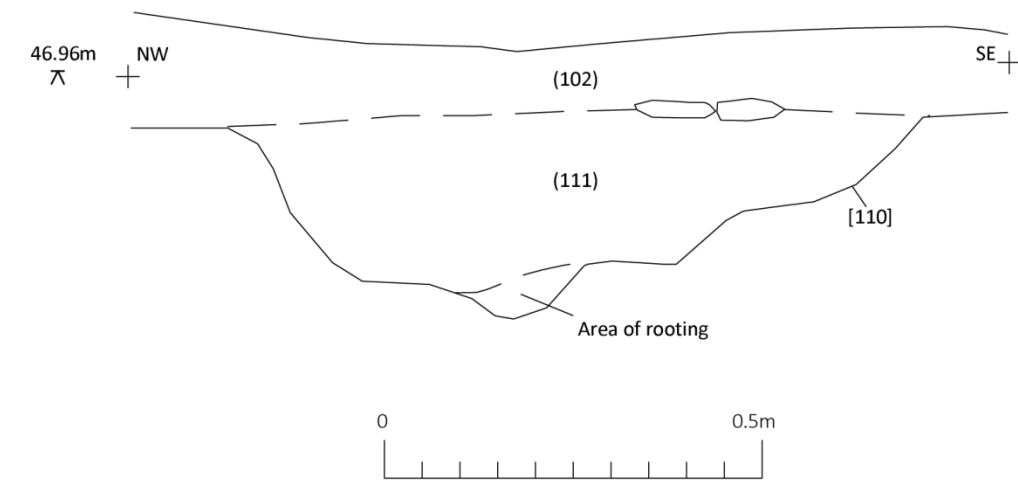 46.96m
NW
SE
(102)
(111)
[110]
Area of rooting
0
0.5m